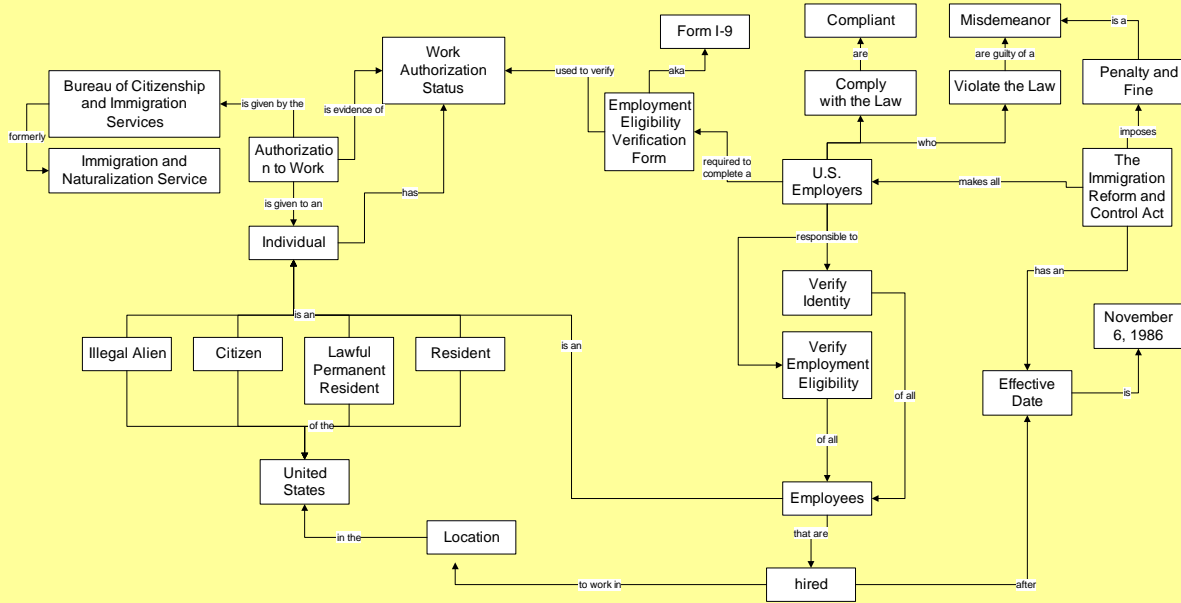 Form I-9
Compliant
Misdemeanor
is a
Work
Authorization
Status
aka
are
are guilty of a
used to verify
Bureau of Citizenship
and Immigration
Services
Comply
with the Law
Violate the Law
Penalty and
Fine
is given by the
is evidence of
Employment
Eligibility
Verification
Form
imposes
formerly
who
Authorizatio
n to Work
Immigration and
Naturalization Service
required to
complete a
U.S.
Employers
makes all
The
Immigration
Reform and
Control Act
has
is given to an
Individual
responsible to
has an
Verify
Identity
November
6, 1986
is an
is an
Illegal Alien
Citizen
Lawful
Permanent
Resident
Resident
Verify
Employment
Eligibility
Effective
Date
is
of all
of the
of all
United
States
Employees
in the
Location
that are
to work in
hired
after